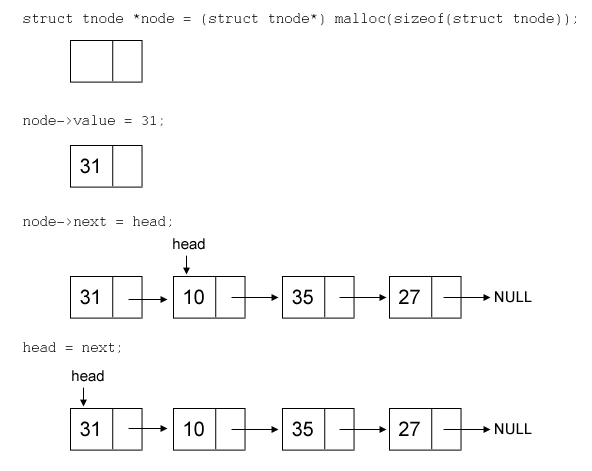 struct tnode *node = (struct tnode*) malloc(sizeof(struct tnode));
node->value = 31;
31
node->next = head;
head
31 10 35 27 NULL
head = next;
head
31 10 35 27 NULL